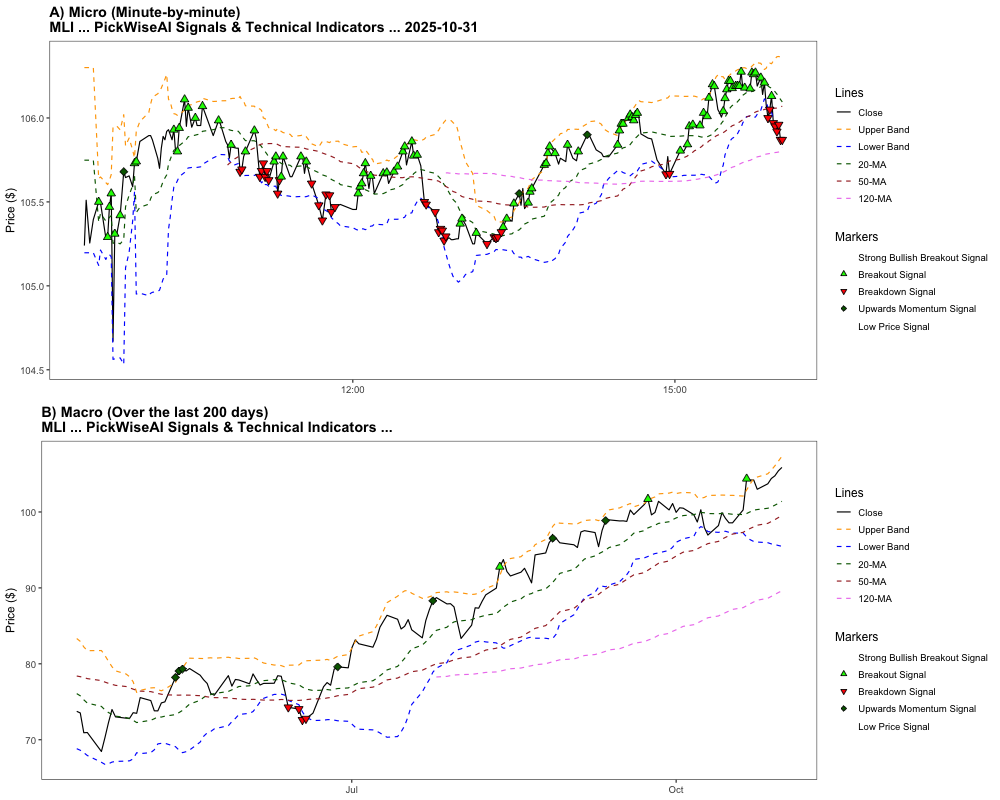 A) Micro (Minute-by-minute)
MLI ... PickWiseAI Signals & Technical Indicators ... 2025-10-31
Price ($)
106.0
105.5
105.0
104.5
12:00
15:00
Lines
Close
Upper Band
Lower Band
20-MA
50-MA
120-MA
Markers
Strong Bullish Breakout Signal
Breakout Signal
Breakdown Signal
Upwards Momentum Signal
Low Price Signal
B) Macro (Over the last 200 days)
MLI ... PickWiseAI Signals & Technical Indicators ...
Price ($)
100
90
80
70
Jul
Oct
Lines
Close
Upper Band
Lower Band
20-MA
50-MA
120-MA
Markers
Strong Bullish Breakout Signal
Breakout Signal
Breakdown Signal
Upwards Momentum Signal
Low Price Signal